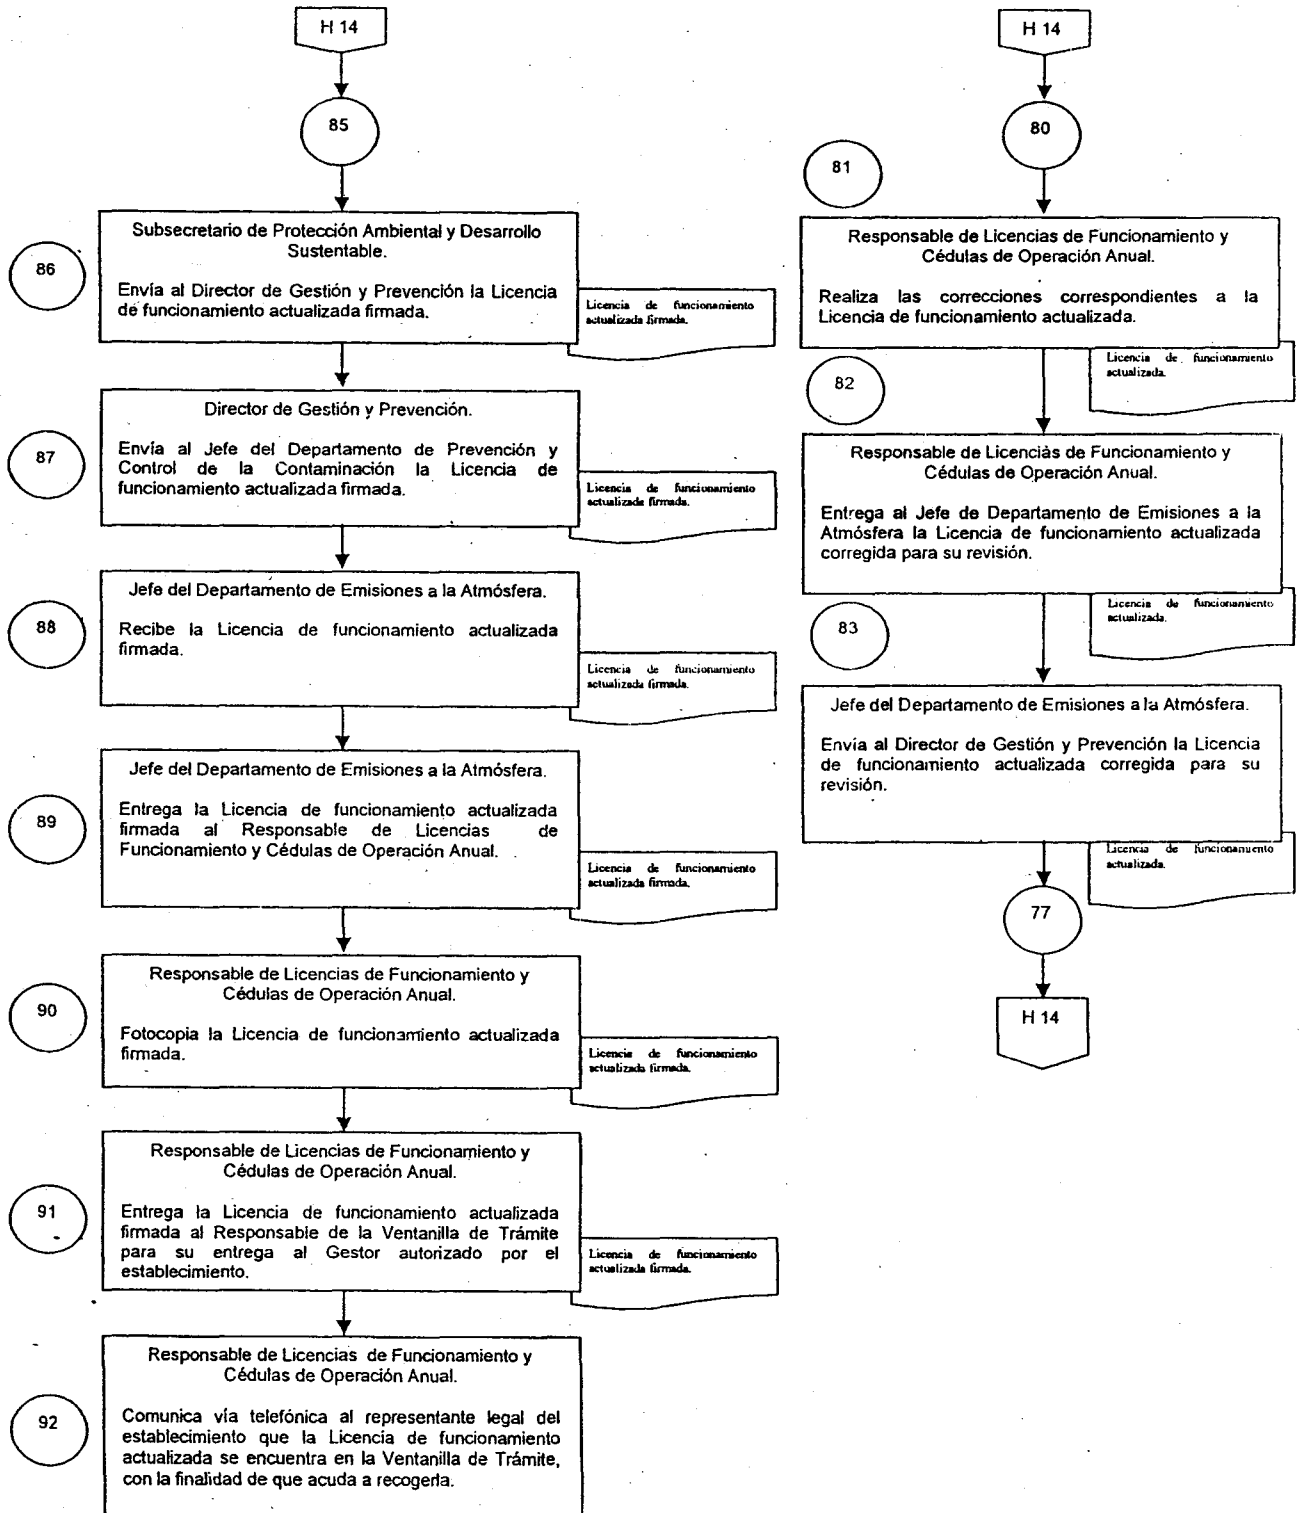 H 14
85
86
Subsecretario de Protección Ambiental y Desarrollo
Sustentable.
Envía al Director de Gestión y Prevención la Licencia
de funcionamiento actualizada firmada.
Licencia de funcionamiento
actualizada firmada.
87
Director de Gestión y Prevención.
Envía al Jefe del Departamento de Prevención y
Control de la Contaminación la Licencia de
funcionamiento actualizada firmada.
Licencia de funcionamiento
actualizada firmada.
88
Jefe del Departamento de Emisiones a la Atmósfera.
Recibe la Licencia de funcionamiento actualizada
firmada.
Licencia de funcionamiento
actualizada firmada.
89
Jefe del Departamento de Emisiones a la Atmósfera.
Entrega la Licencia de funcionamiento actualizada
firmada al Responsable de Licencias de
Funcionamiento y Cédulas de Operación Anual.
Licencia de funcionamiento
actualizada firmada.
90
Responsable de Licencias de Funcionamiento y
Cédulas de Operación Anual.
Fotocopia la Licencia de funcionamiento actualizada
firmada.
Licencia de funcionamiento
actualizada firmada.
91
Responsable de Licencias de Funcionamiento y
Cédulas de Operación Anual.
Entrega la Licencia de funcionamiento actualizada
firmada al Responsable de la Ventanilla de Trámite
para su entrega al Gestor autorizado por el
establecimiento.
Licencia de funcionamiento
actualizada firmada.
92
Responsable de Licencias de Funcionamiento y
Cédulas de Operación Anual.
Comunica vía telefónica al representante legal del
establecimiento que la Licencia de funcionamiento
actualizada se encuentra en la Ventanilla de Trámite,
con la finalidad de que acuda a recogerla.
H 14
80
81
Responsable de Licencias de Funcionamiento y
Cédulas de Operación Anual.
Realiza las correcciones correspondientes a la
Licencia de funcionamiento actualizada.
Licencia de funcionamiento
actualizada.
82
Responsable de Licencias de Funcionamiento y
Cédulas de Operación Anual.
Entrega al Jefe de Departamento de Emisiones a la
Atmósfera la Licencia de funcionamiento actualizada
corregida para su revisión.
Licencia de funcionamiento
actualizada.
83
Jefe del Departamento de Emisiones a la Atmósfera.
Envía al Director de Gestión y Prevención la Licencia
de funcionamiento actualizada corregida para su
revisión.
Licencia de funcionamiento
actualizada.
77
H 14